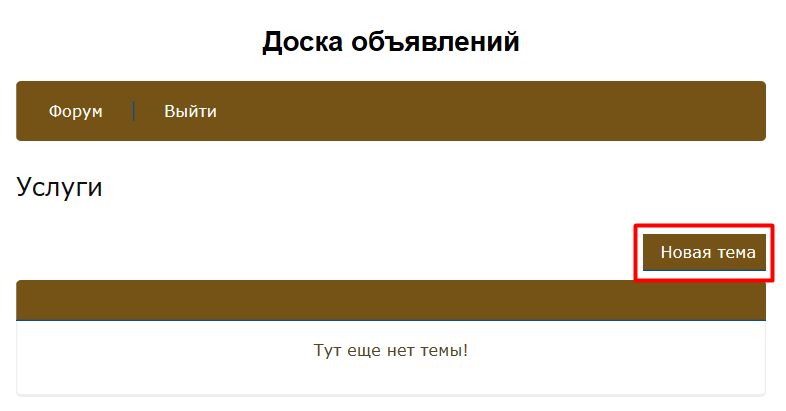 Доска объявлений
Форум Выйти
Услуги
Новая тема
Тут еще нет темы!